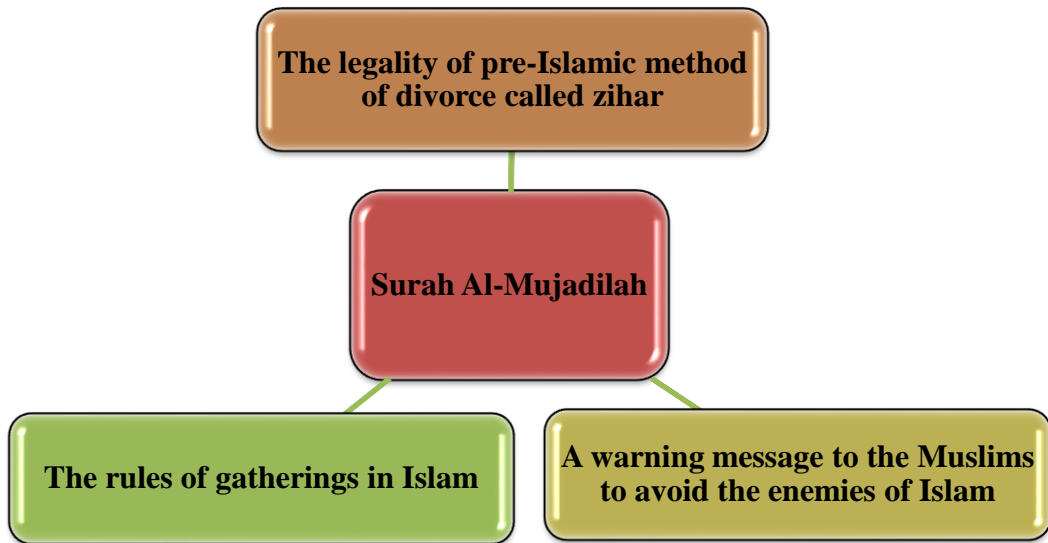 The legality of pre-Islamic method
of divorce called zihar
Surah Al-Mujadilah
The rules of gatherings in Islam
A warning message to the Muslims
to avoid the enemies of Islam